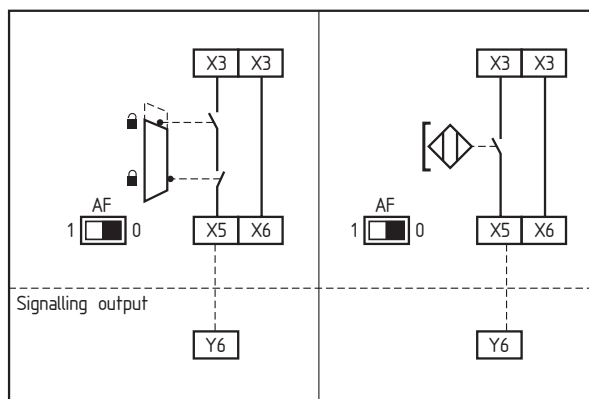 X3 X3 X3 X3
AF AF
1 0 1 0
X5 X6 X5 X6
Signalling output
Y6 Y6